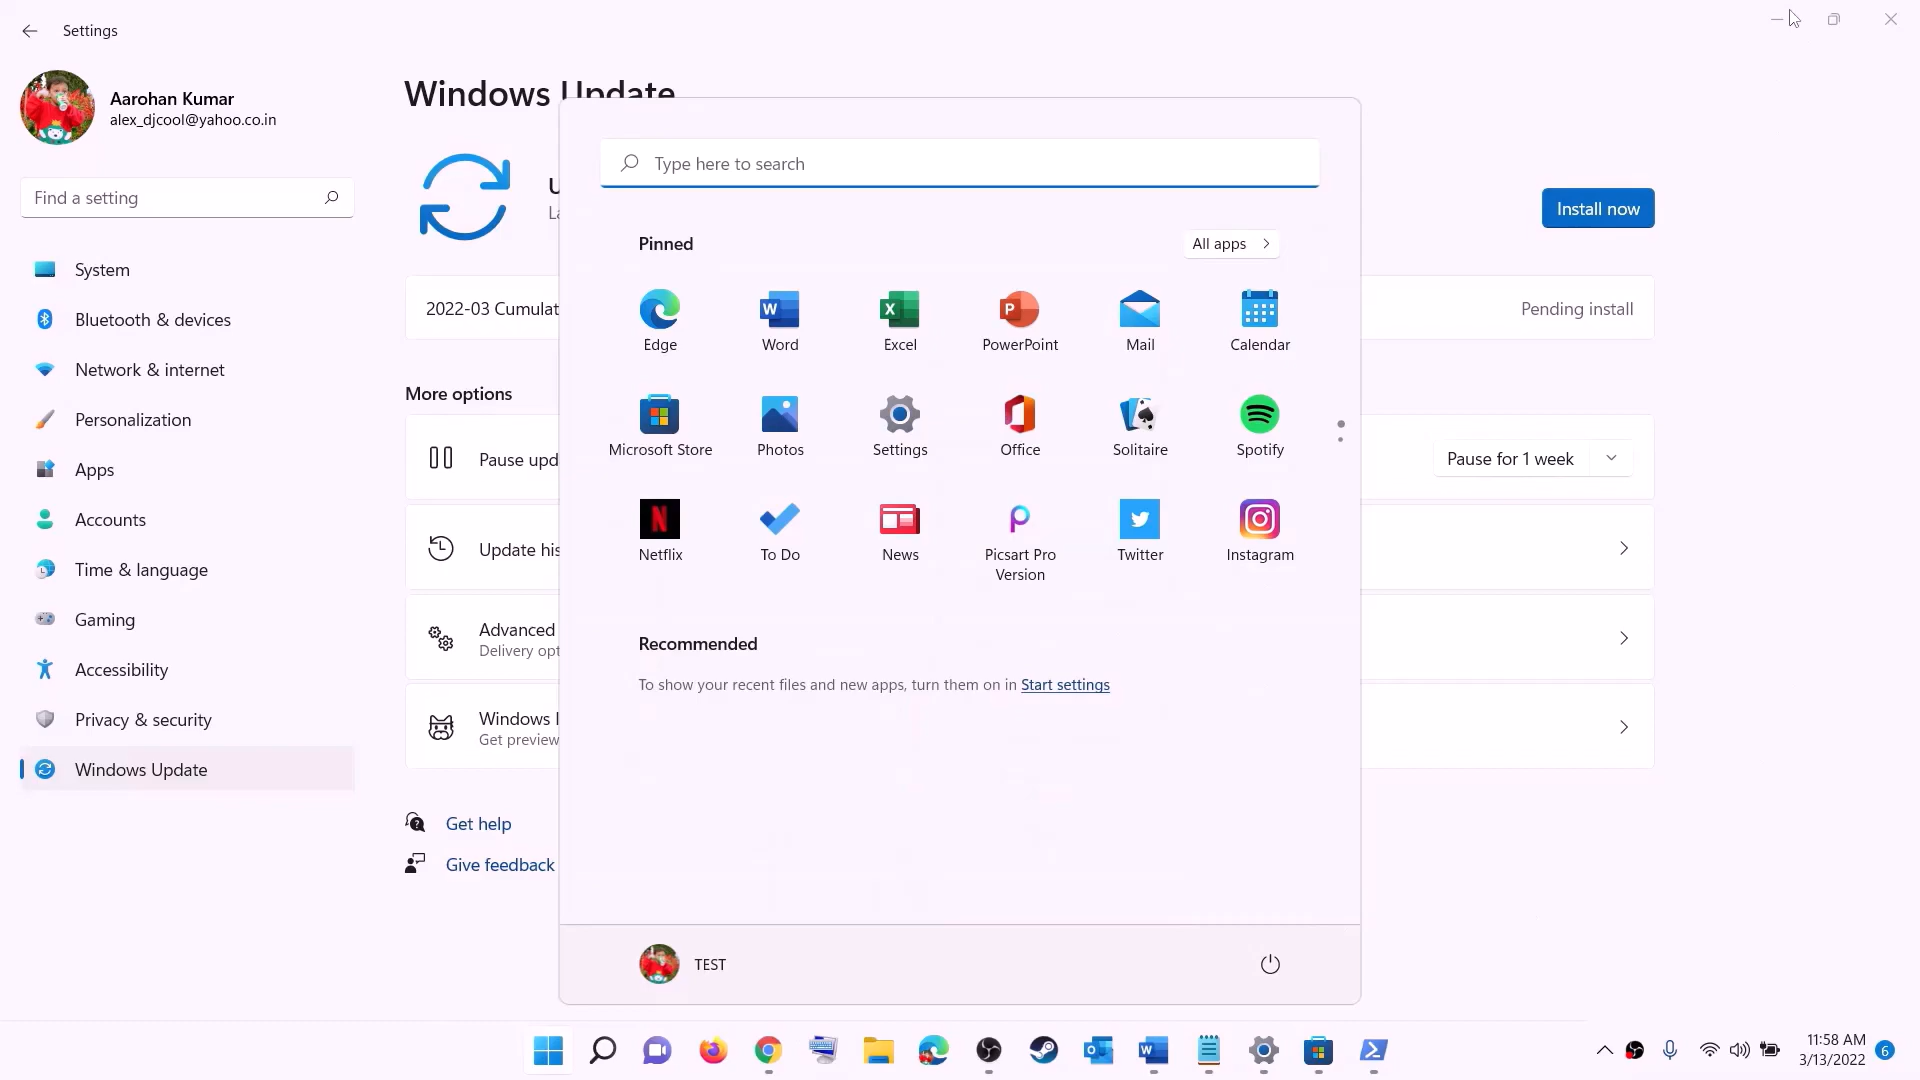 Settings
Aarohan Kumar
alex_djcool@yahoo.co.in
Find a setting
System
Bluetooth & devices
Network & internet
Personalization
Apps
Accounts
Time & language
Gaming
Accessibility
Privacy & security
Windows Update
Windows Update
Install now
2022-03 Cumulat
Pending install
More options
Pause upd
Pause for 1 week
Update his
Advanced
Delivery opt
Windows I
Get preview
Get help
Give feedback
Type here to search
Pinned
All apps
Edge
Word
Excel
PowerPoint
Mail
Calendar
Microsoft Store
Photos
Settings
Office
Solitaire
Spotify
Netflix
To Do
News
Picsart Pro
Version
Twitter
Instagram
Recommended
To show your recent files and new apps, turn them on in Start settings
TEST
11:58 AM
3/13/2022
6